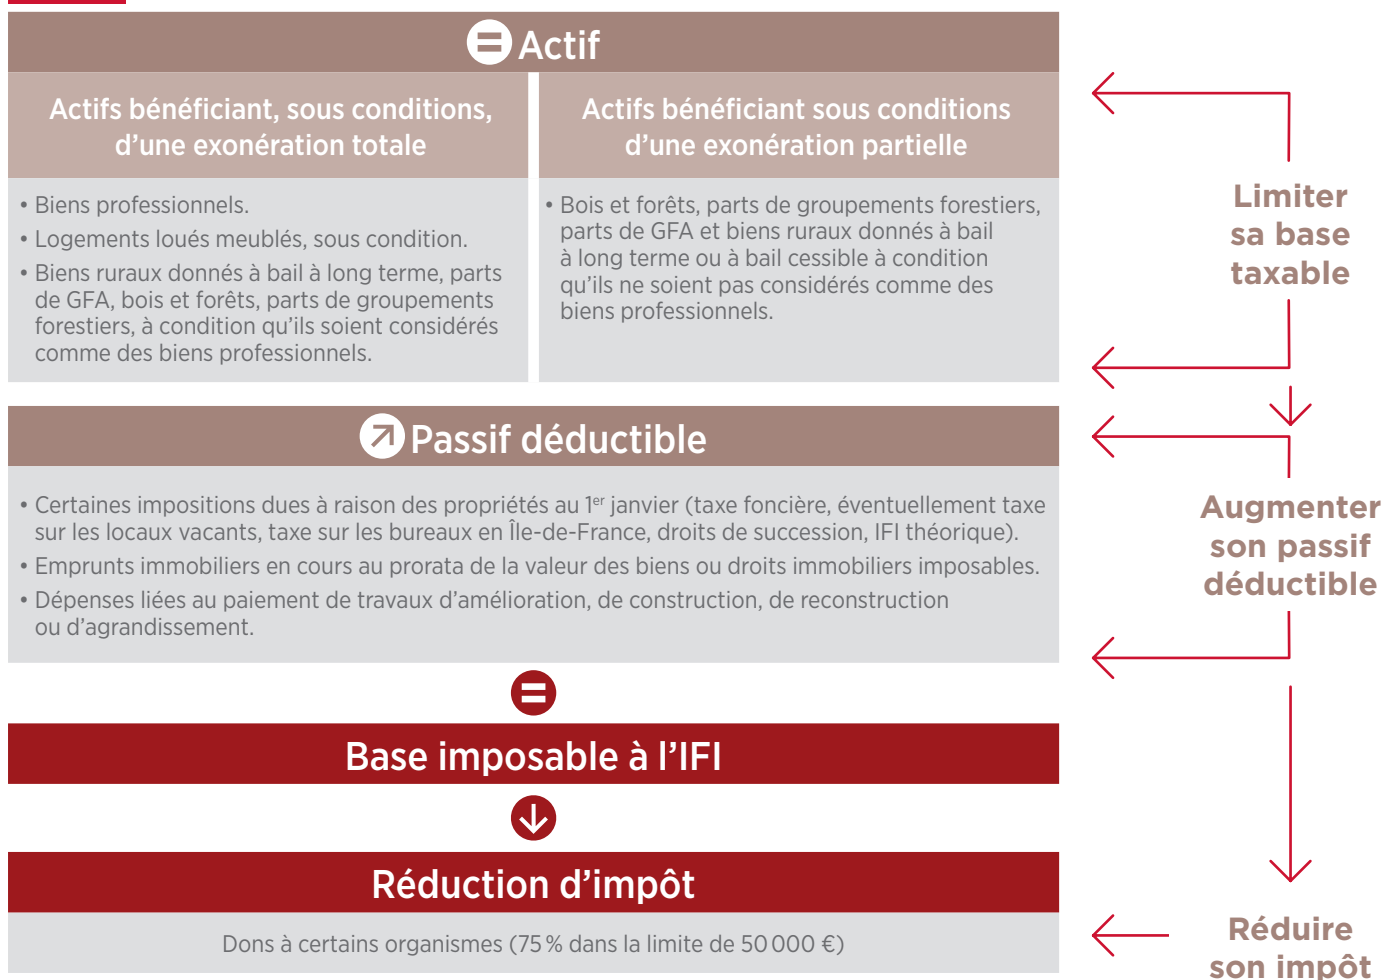 Actif
Actifs bénéficiant, sous conditions,
d’une exonération totale
• Biens professionnels.
• Logements loués meublés, sous condition.
• Biens ruraux donnés à bail à long terme, parts
de GFA, bois et forêts, parts de groupements
forestiers, à condition qu’ils soient considérés
comme des biens professionnels.
Actifs bénéficiant sous conditions
d’une exonération partielle
• Bois et forêts, parts de groupements forestiers,
parts de GFA et biens ruraux donnés à bail
à long terme ou à bail cessible à condition
qu’ils ne soient pas considérés comme des
biens professionnels.
Limiter
sa base
taxable
Passif déductible
• Certaines impositions dues à raison des propriétés au 1er janvier (taxe foncière, éventuellement taxe
sur les locaux vacants, taxe sur les bureaux en Île-de-France, droits de succession, IFI théorique).
• Emprunts immobiliers en cours au prorata de la valeur des biens ou droits immobiliers imposables.
• Dépenses liées au paiement de travaux d’amélioration, de construction, de reconstruction
ou d’agrandissement.
Augmenter
son passif
déductible
Base imposable à l’IFI
Réduction d’impôt
Dons à certains organismes (75 % dans la limite de 50 000 €)
Réduire
son impôt